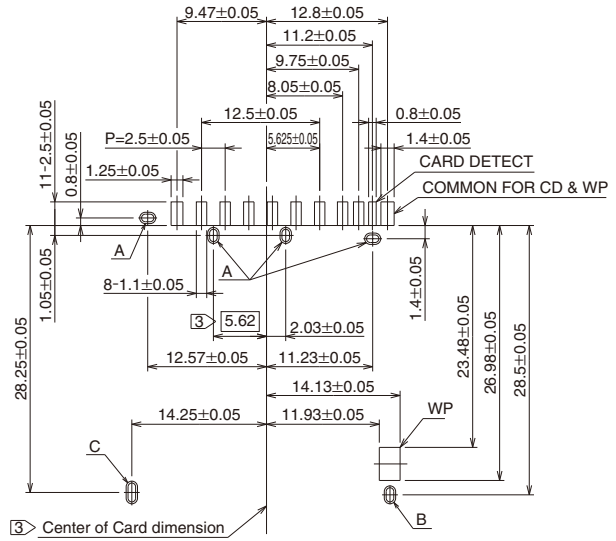 9.47±0.05 12.8±0.05
11.2±0.05
9.75±0.05
8.05±0.05
12.5±0.05 0.8±0.05
P=2.5±0.05 5.625±0.05 1.4±0.05
1.25±0.05 CARD DETECT
COMMON FOR CD & WP
11-2.5±0.05
0.8±0.05
A
A
1.05±0.05
8-1.1±0.05
1.4±0.05
3 5.62
2.03±0.05
28.25±0.05
23.48±0.05
26.98±0.05
28.5±0.05
12.57±0.05 11.23±0.05
14.13±0.05
14.25±0.05 11.93±0.05 WP
C
B
3 Center of Card dimension